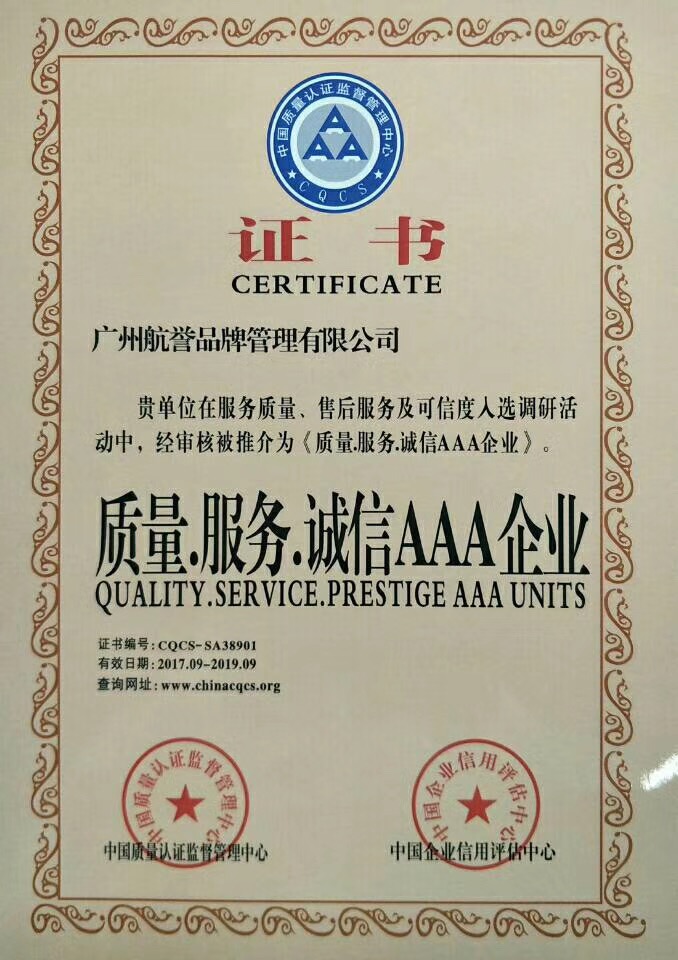 中国质量认证监督管理中心
AAA
CQCS
证 书
CERTIFICATE
广州航誉品牌管理有限公司
贵单位在服务质量、售后服务及可信度入选调研活
动中，经审核被推介为《质量.服务.诚信AAA企业》。
质量.服务.诚信AAA企业
QUALITY.SERVICE.PRESTIGE AAA UNITS
证书编号: CQCS-SA38901
有效日期: 2017.09-2019.09
查询网址: www.chinacqcs.org
中国质量认证监督管理中心
中国企业信用评估中心
中国质量认证监督管理中心
中国企业信用评估中心